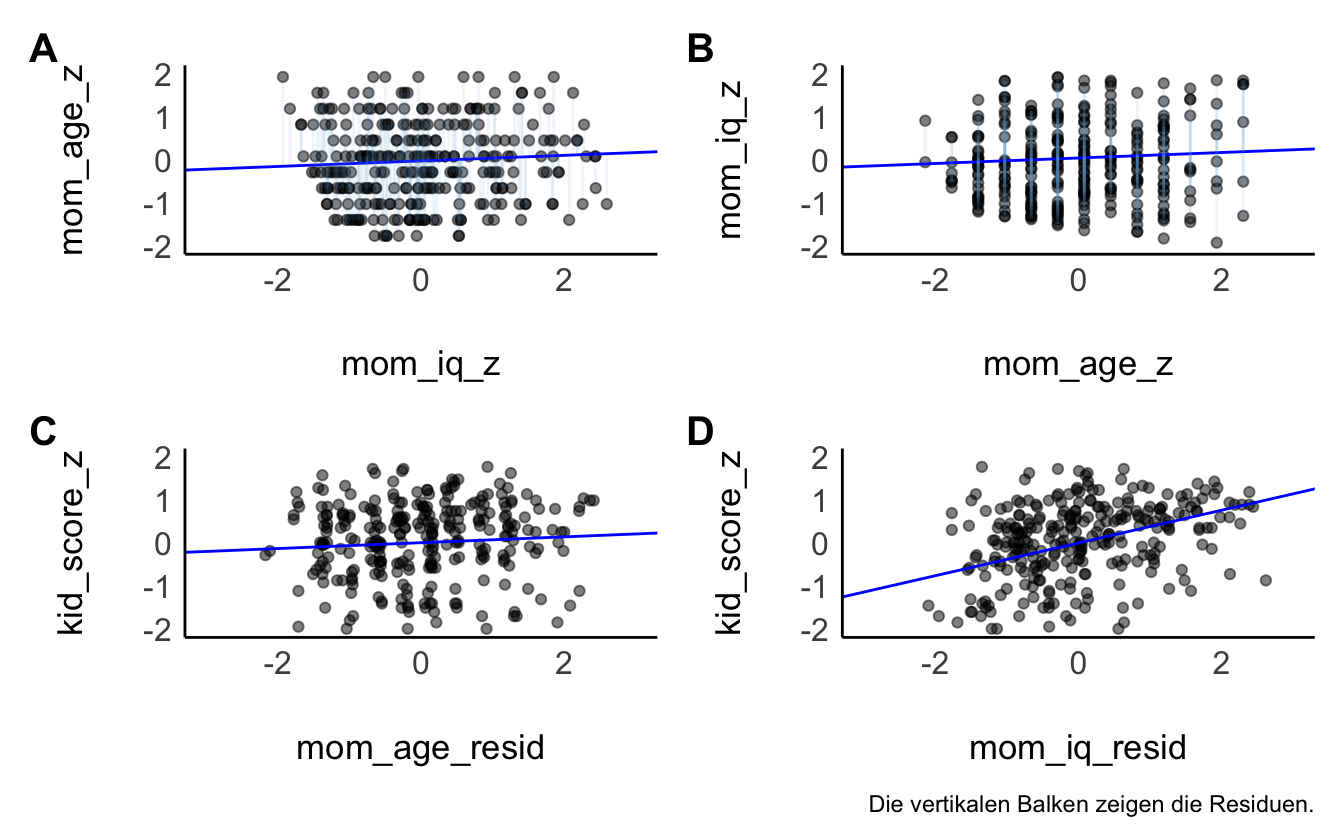 A
B
mom_age_z
2
1
0
-1
-2
-2
0
2
mom_iq_z
mom_iq_z
2
1
0
-1
-2
-2
0
2
mom_age_z
C
D
kid_score_z
2
1
0
-1
-2
-2
0
2
mom_age_resid
kid_score_z
2
1
0
-1
-2
-2
0
2
mom_iq_resid
Die vertikalen Balken zeigen die Residuen.